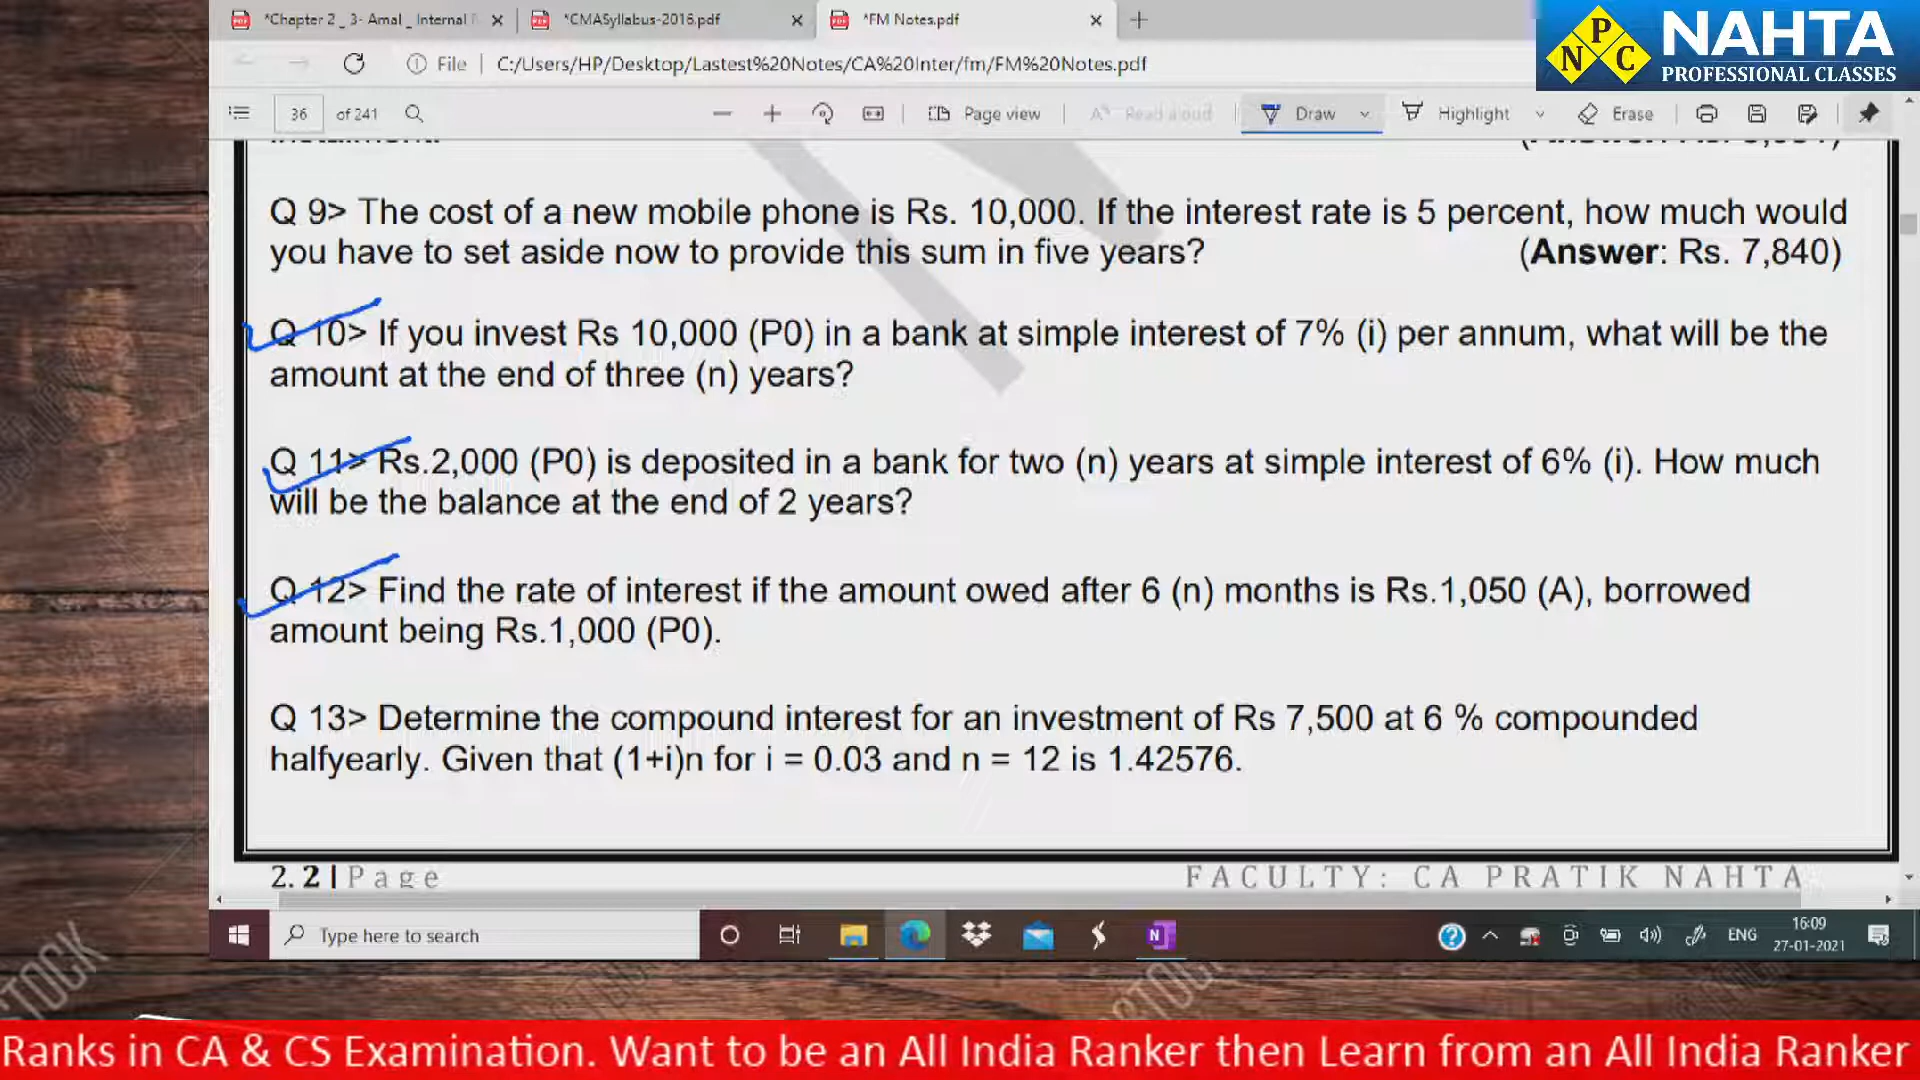 *Chapter 2 _ 3- Amal _ Internal
*CMASyllabus-2016.pdf
*FM Notes.pdf
File
C:/Users/HP/Desktop/Lastest%20Notes/CA%20Inter/fm/FM%20Notes.pdf
36 of 241
Page view
Read aloud
Draw
Highlight
Erase
NPC
NAHTA
PROFESSIONAL CLASSES
Q 9> The cost of a new mobile phone is Rs. 10,000. If the interest rate is 5 percent, how much would
you have to set aside now to provide this sum in five years? (Answer: Rs. 7,840)
Q 10> If you invest Rs 10,000 (P0) in a bank at simple interest of 7% (i) per annum, what will be the
amount at the end of three (n) years?
Q 11> Rs.2,000 (P0) is deposited in a bank for two (n) years at simple interest of 6% (i). How much
will be the balance at the end of 2 years?
Q 12> Find the rate of interest if the amount owed after 6 (n) months is Rs.1,050 (A), borrowed
amount being Rs.1,000 (P0).
Q 13> Determine the compound interest for an investment of Rs 7,500 at 6 % compounded
halfyearly. Given that (1+i)n for i = 0.03 and n = 12 is 1.42576.
2.2 | Page
FACULTY: CA PRATIK NAHTA
Type here to search
ENG
16:09
27-01-2021
Ranks in CA & CS Examination. Want to be an All India Ranker then Learn from an All India Ranker